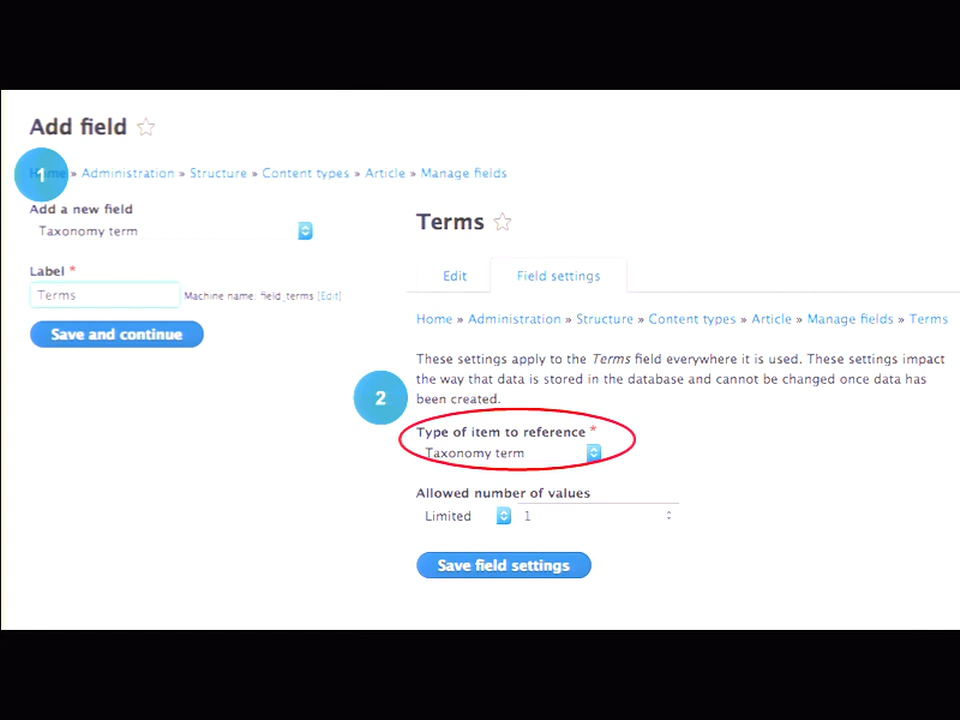 Add field
1
Home » Administration » Structure » Content types » Article » Manage fields
Add a new field
Taxonomy term
Label *
Terms
Machine name: field_terms [Edit]
Save and continue
Terms
Edit
Field settings
Home » Administration » Structure » Content types » Article » Manage fields » Terms
These settings apply to the Terms field everywhere it is used. These settings impact
the way that data is stored in the database and cannot be changed once data has
been created.
2
Type of item to reference *
Taxonomy term
Allowed number of values
Limited
1
Save field settings